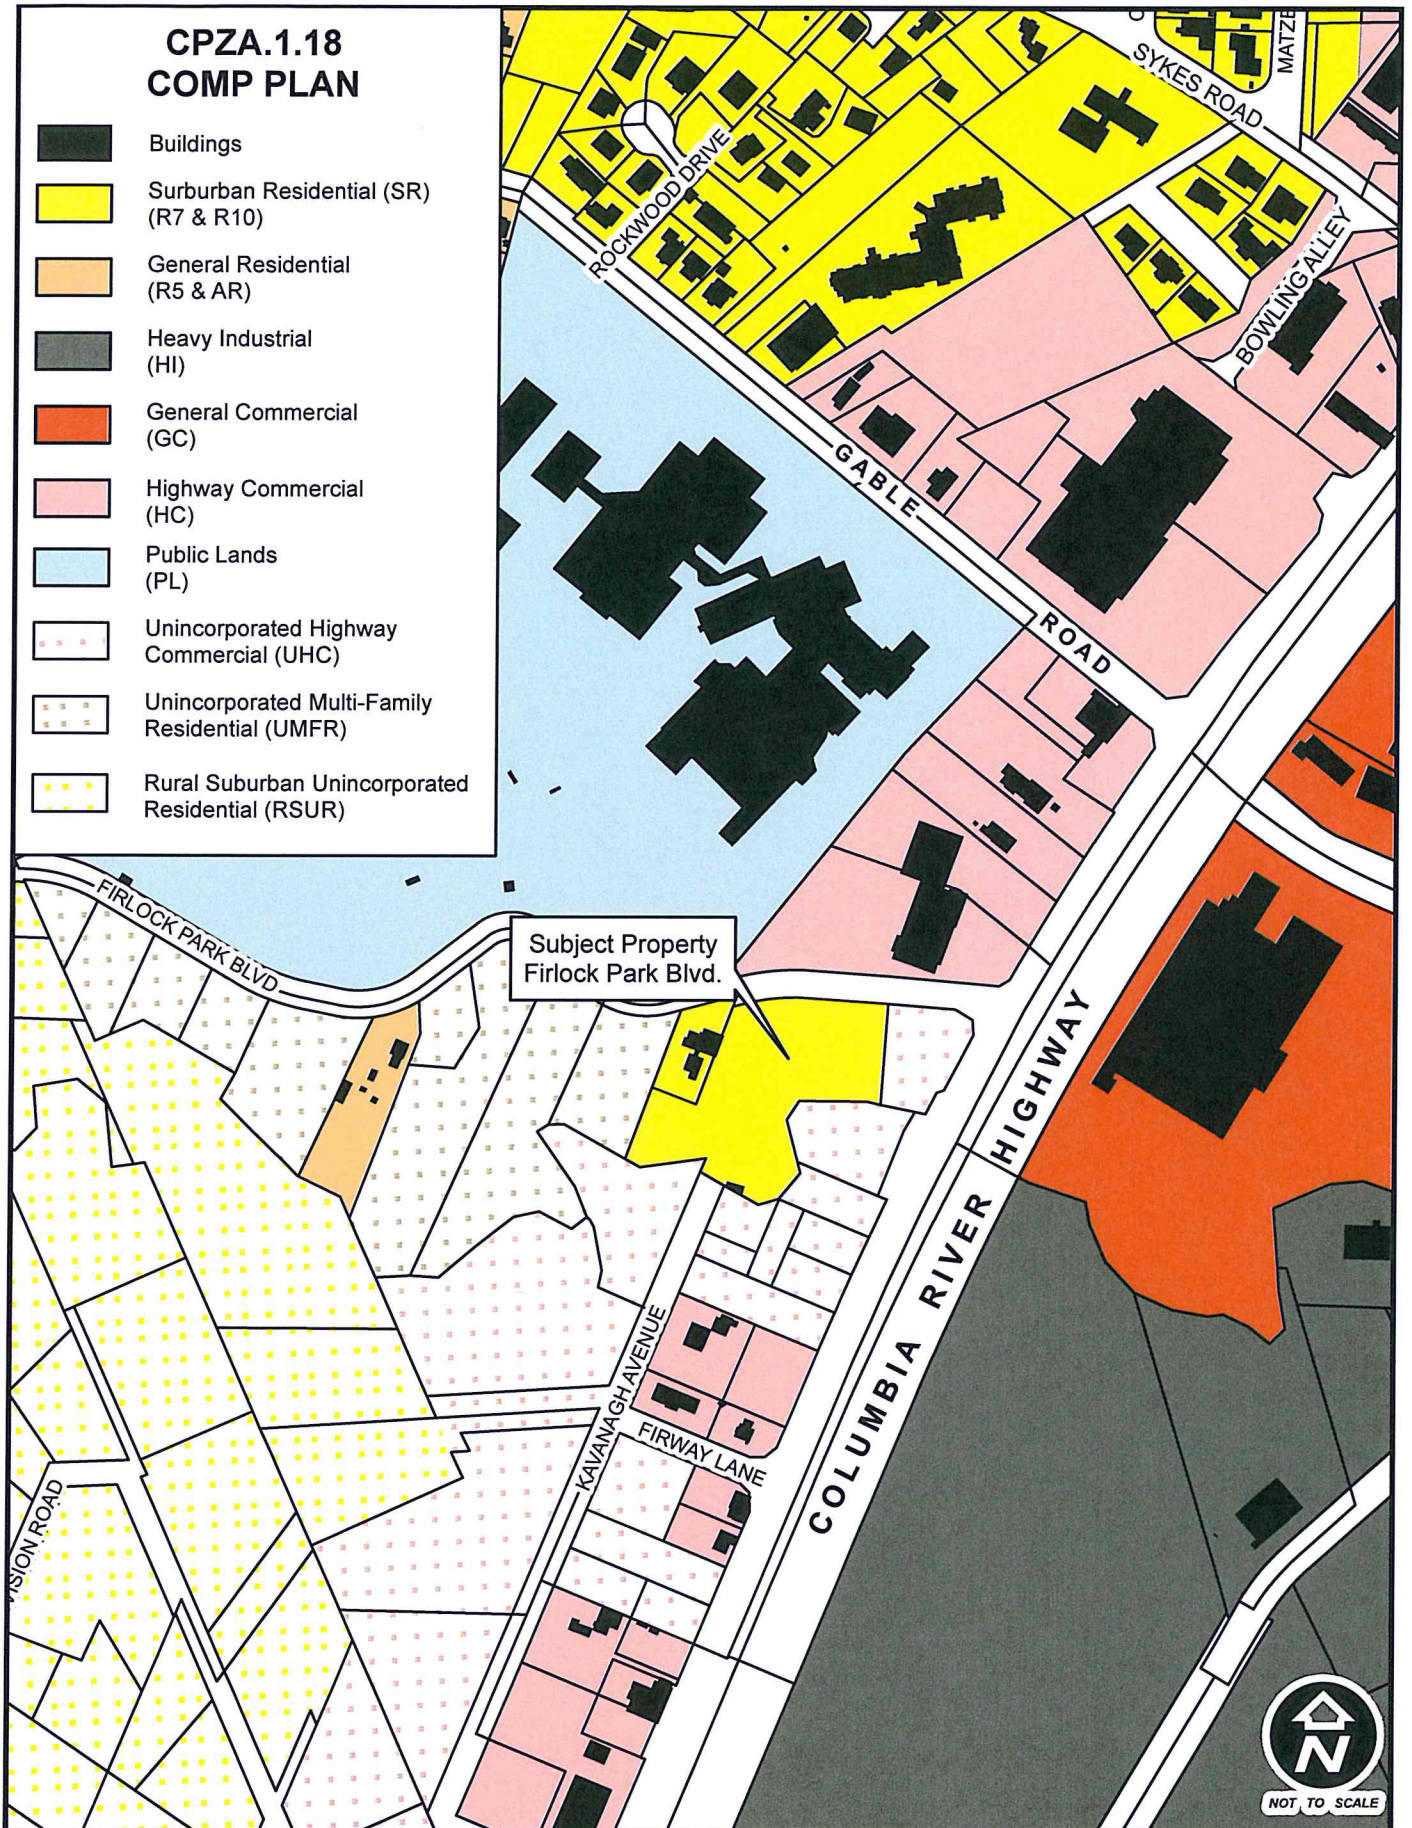 CPZA.1.18
COMP PLAN
Buildings
Surburban Residential (SR)
(R7 & R10)
General Residential
(R5 & AR)
Heavy Industrial
(HI)
General Commercial
(GC)
Highway Commercial
(HC)
Public Lands
(PL)
Unincorporated Highway
Commercial (UHC)
Unincorporated Multi-Family
Residential (UMFR)
Rural Suburban Unincorporated
Residential (RSUR)
MATZE
SYKES ROAD
ROCKWOOD DRIVE
BOWLING ALLEY
GABLE ROAD
FIRLOCK PARK BLVD
Subject Property
Firlock Park Blvd.
COLUMBIA RIVER HIGHWAY
KAVANAGH AVENUE
FIRWAY LANE
VISION ROAD
N
NOT TO SCALE